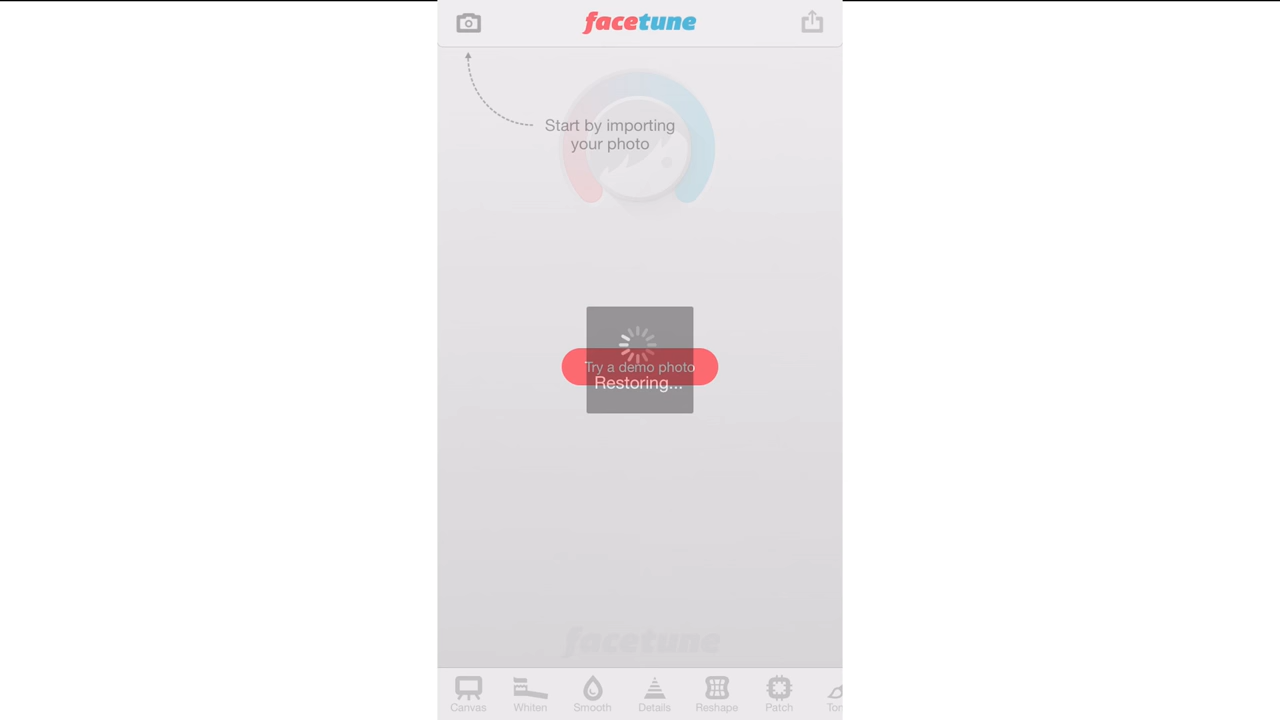 facetune
Start by importing
your photo
Try a demo photo
Restoring...
facetune
Canvas
Whiten
Smooth
Details
Reshape
Patch